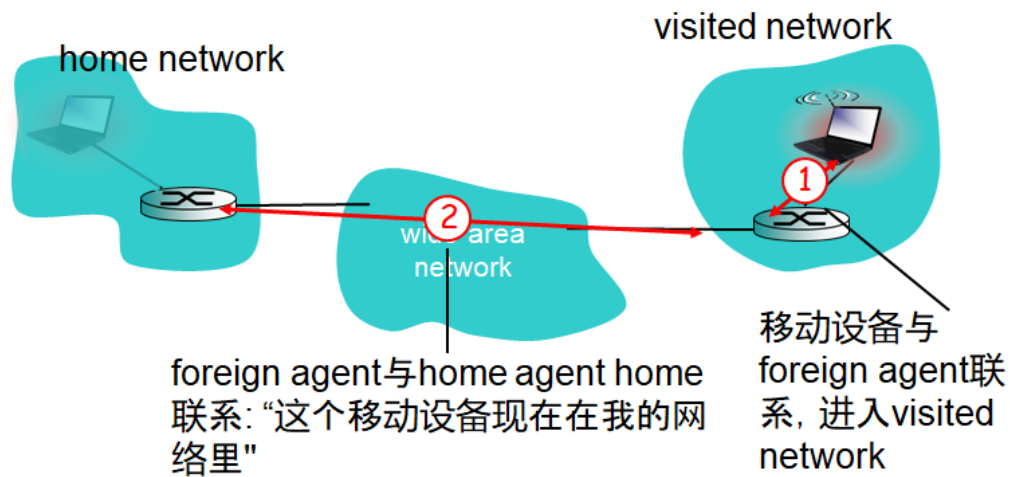 visited network
home network
1
2
wide area
network
foreign agent与home agent home
联系: “这个移动设备现在在我的网
络里"
移动设备与
foreign agent联
系, 进入visited
network